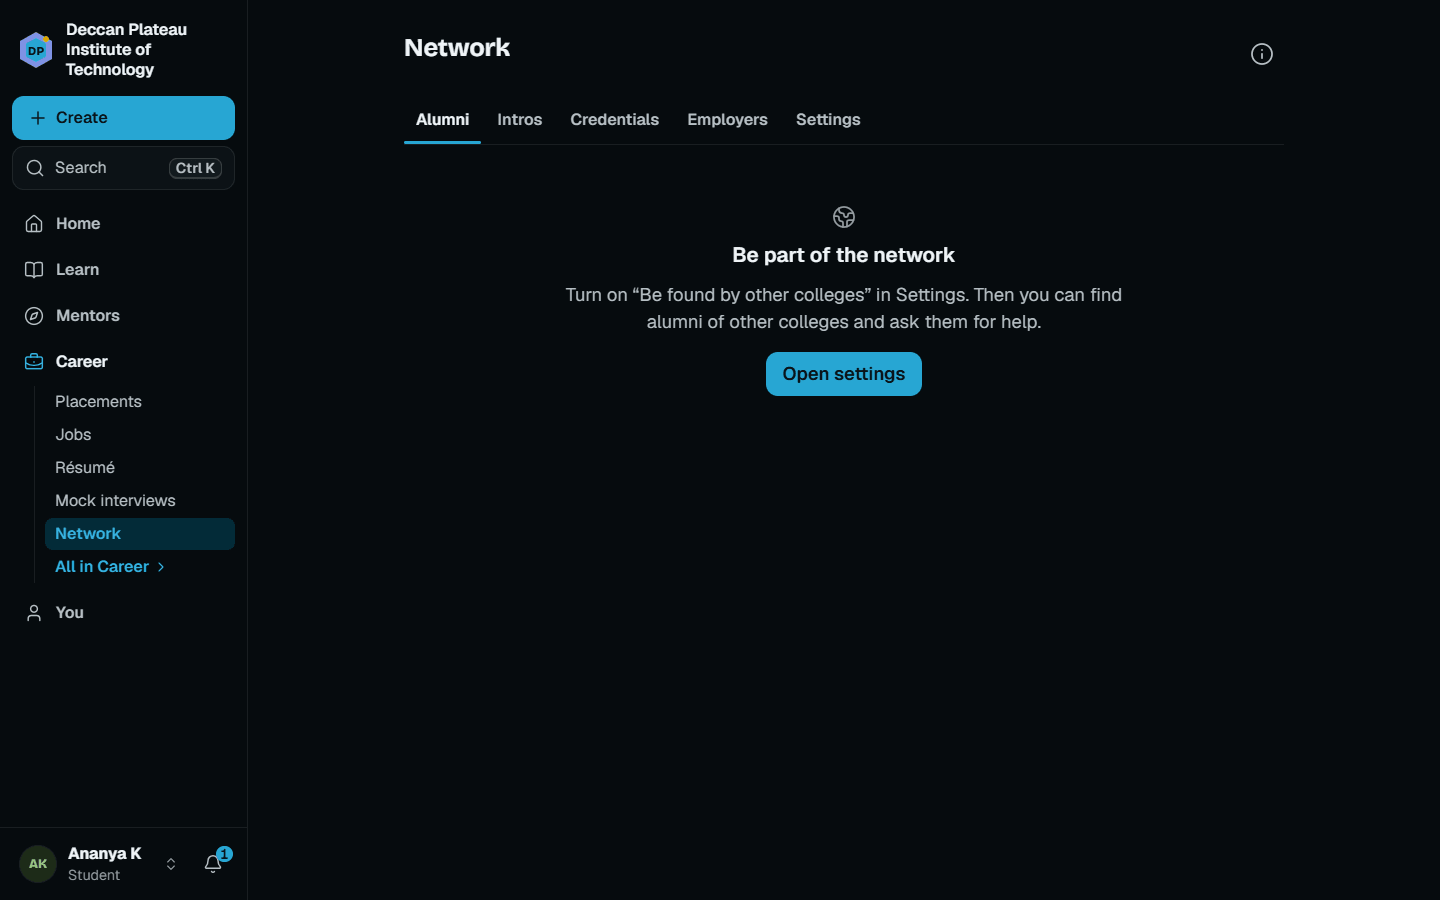 DP
Deccan Plateau
Institute of
Technology
Create
Search
Ctrl K
Home
Learn
Mentors
Career
Placements
Jobs
Résumé
Mock interviews
Network
All in Career
You
AK
Ananya K
Student
1
Network
Alumni
Intros
Credentials
Employers
Settings
Be part of the network
Turn on “Be found by other colleges” in Settings. Then you can find
alumni of other colleges and ask them for help.
Open settings